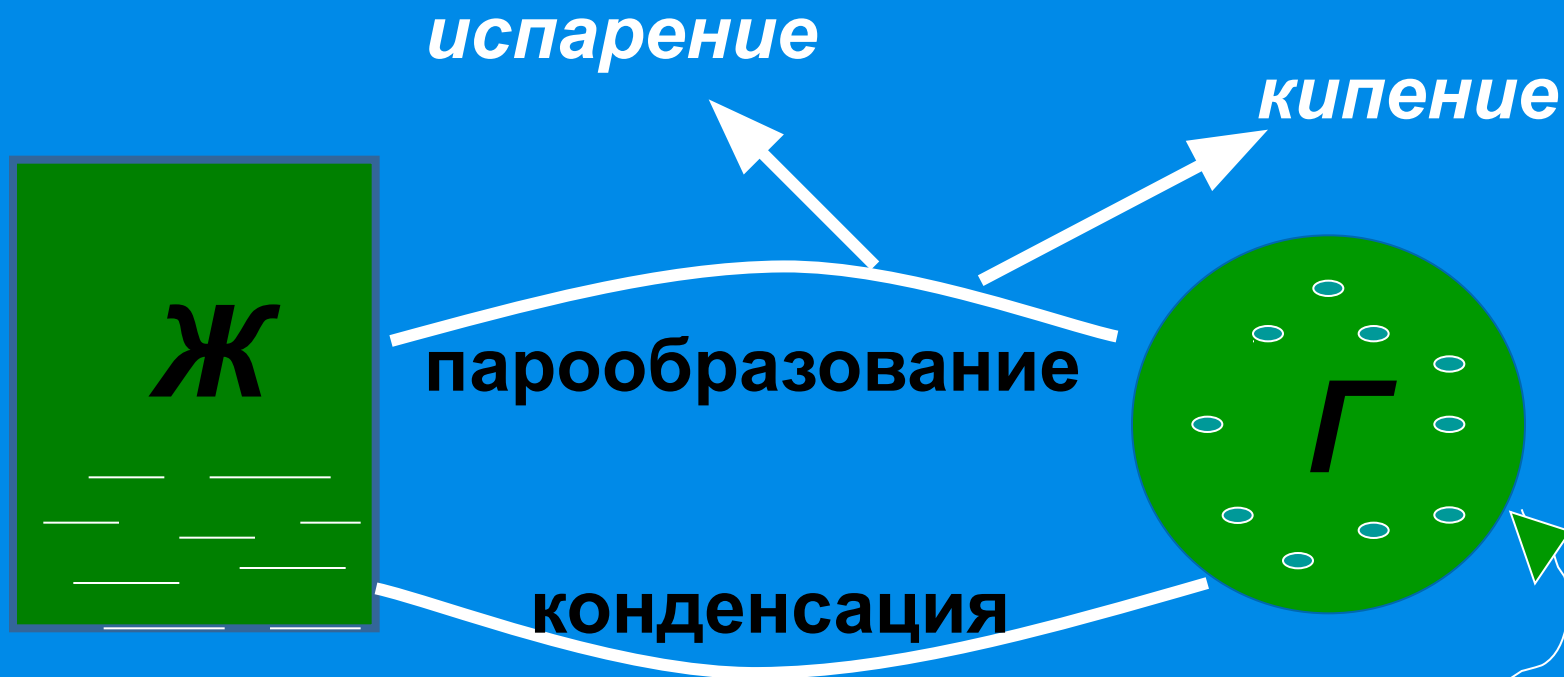 испарение
кипение
Ж
парообразование
Г
конденсация